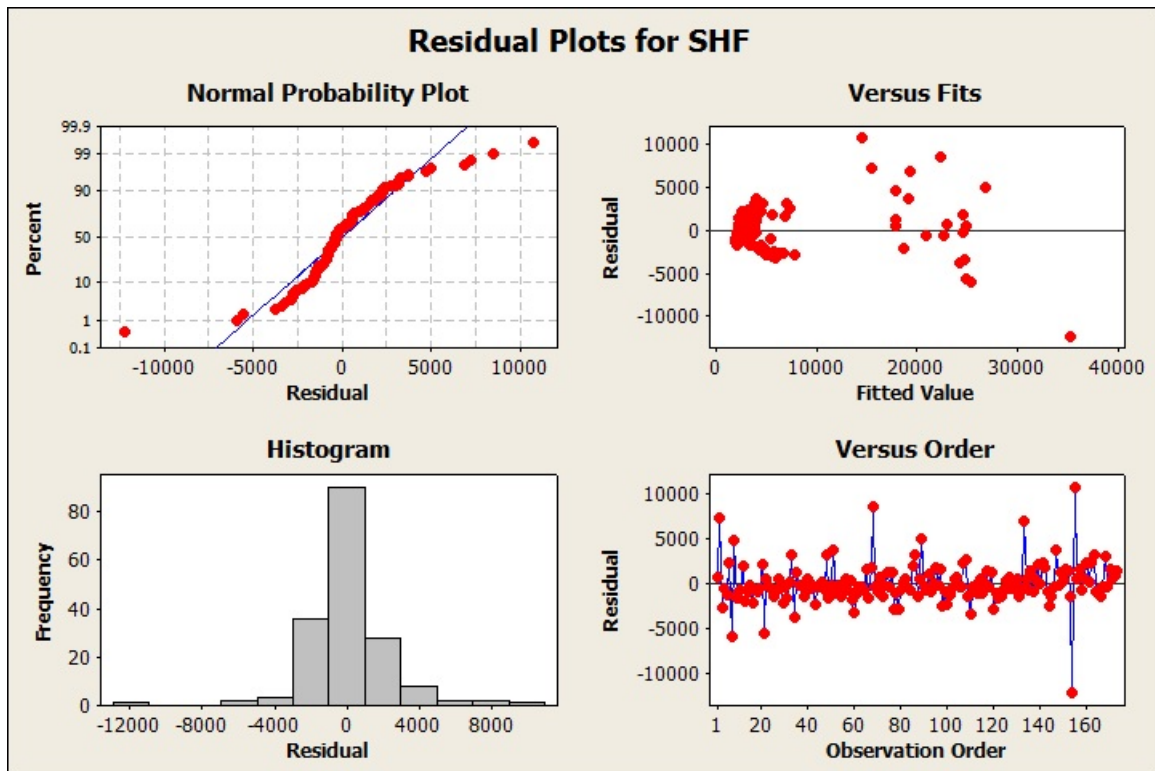 Residual Plots for SHF
Normal Probability Plot
99.9
99
90
50
10
1
0.1
Percent
-10000 -5000 0 5000 10000
Residual
Versus Fits
10000
5000
0
-5000
-10000
Residual
0 10000 20000 30000 40000
Fitted Value
Histogram
80
60
40
20
0
Frequency
-12000 -8000 -4000 0 4000 8000
Residual
Versus Order
10000
5000
0
-5000
-10000
Residual
1 20 40 60 80 100 120 140 160
Observation Order